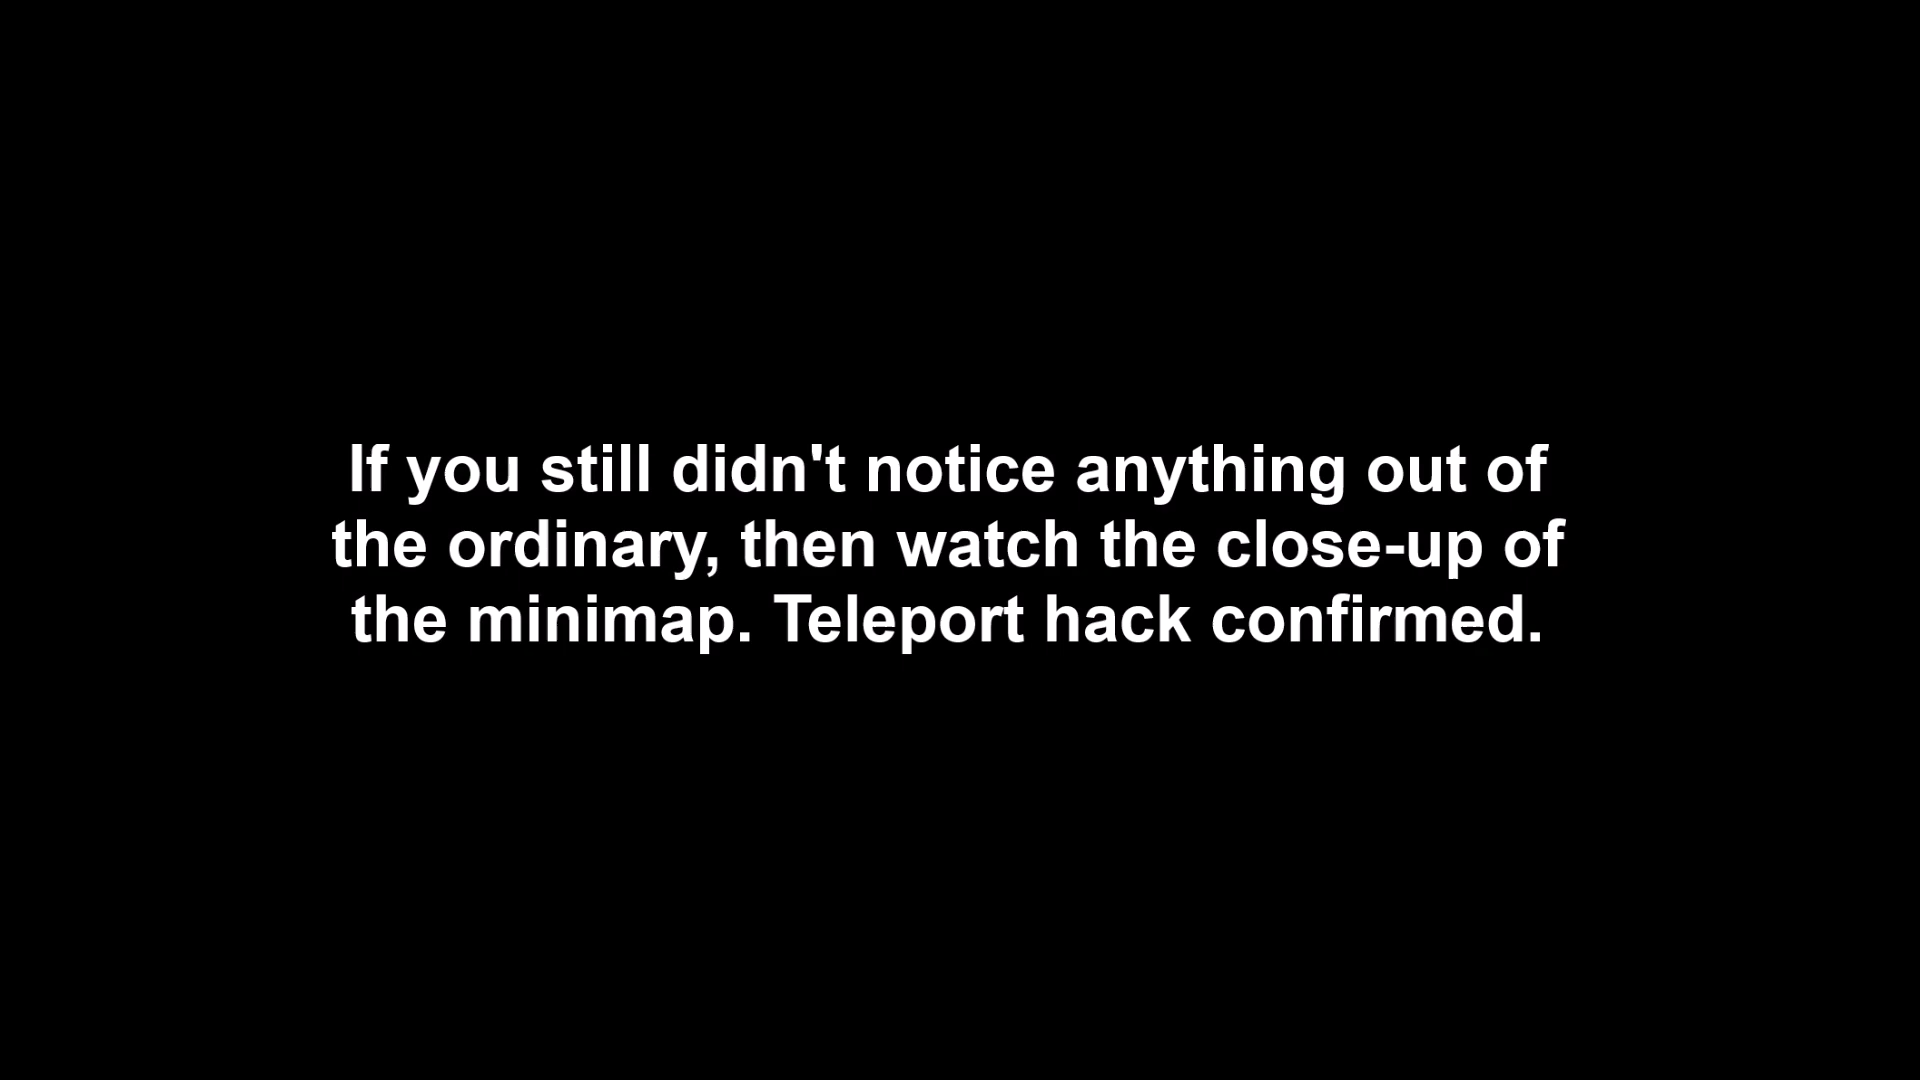 If you still didn't notice anything out of
the ordinary, then watch the close-up of
the minimap. Teleport hack confirmed.